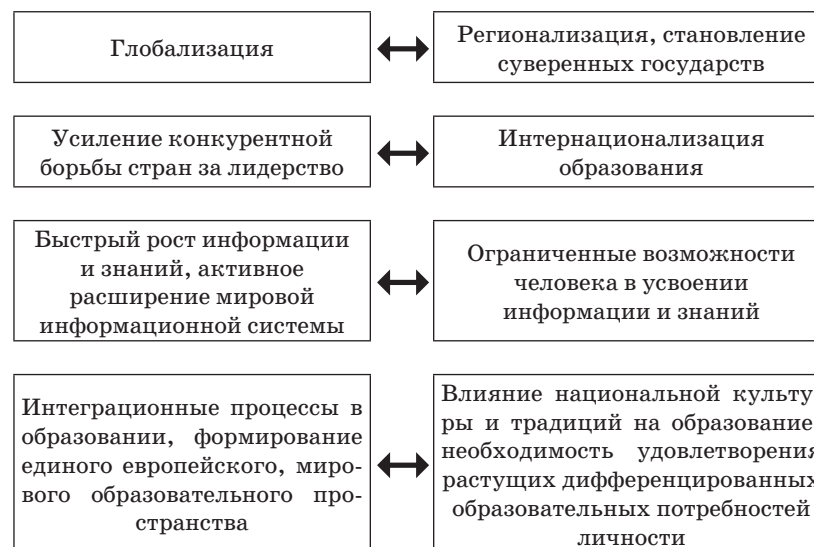 Глобализация
Регионализация, становление
суверенных государств
Усиление конкурентной
борьбы стран за лидерство
Интернационализация
образования
Быстрый рост информации
и знаний, активное
расширение мировой
информационной системы
Ограниченные возможности
человека в усвоении
информации и знаний
Интеграционные процессы в
образовании, формирование
единого европейского, миро-
вого образовательного про-
странства
Влияние национальной культу-
ры и традиций на образование
необходимость удовлетворения
растущих дифференцированных
образовательных потребностей
личности